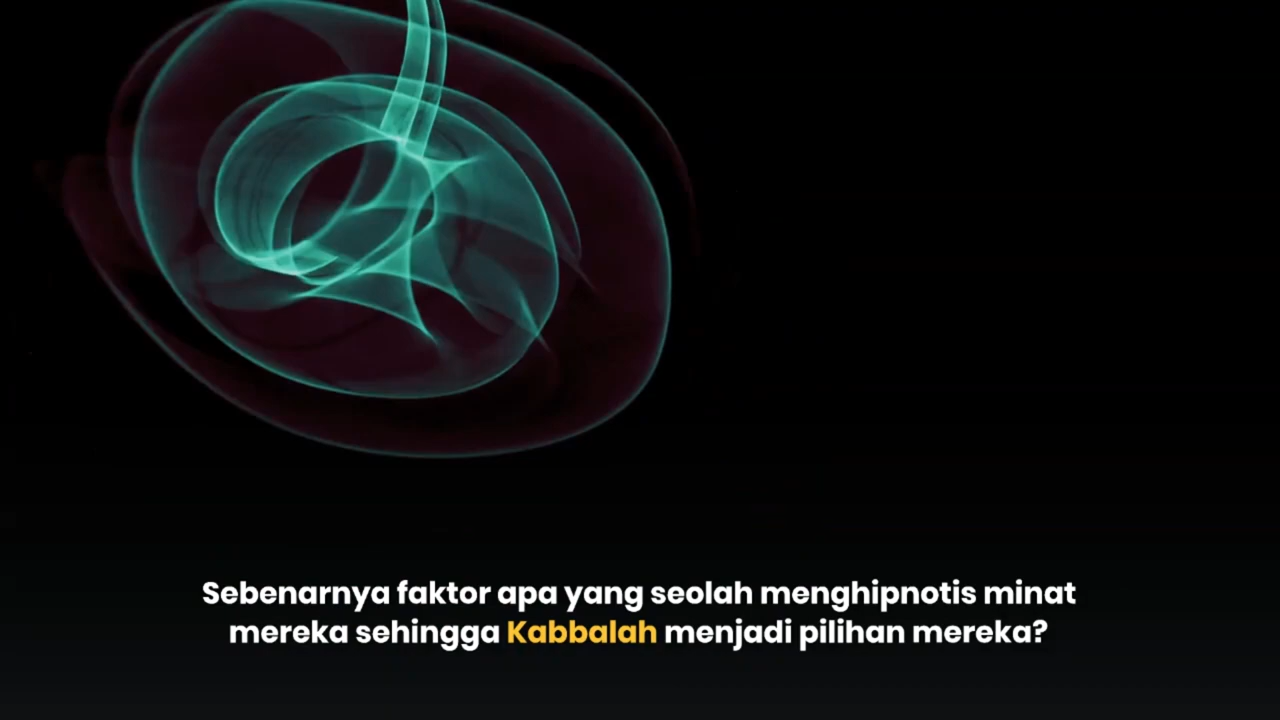 Sebenarnya faktor apa yang seolah menghipnotis minat
mereka sehingga Kabbalah menjadi pilihan mereka?